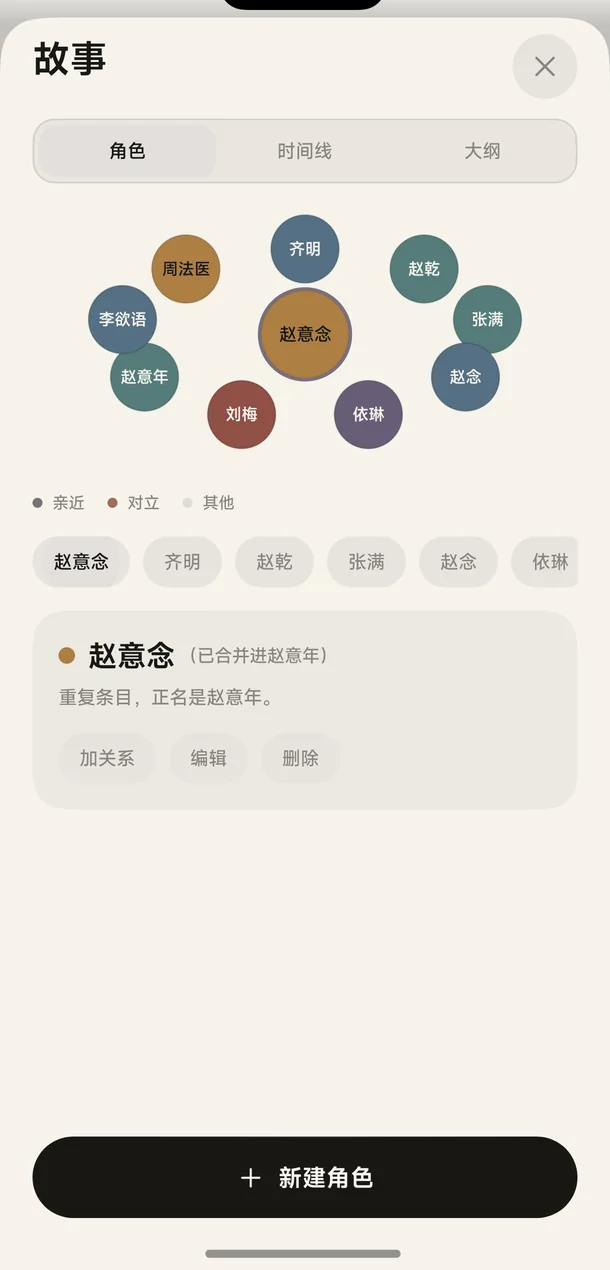 故事
角色
时间线
大纲
齐明
周法医
赵乾
李欲语
张满
赵意念
赵意年
赵念
刘梅
依琳
亲近
对立
其他
赵意念
齐明
赵乾
张满
赵念
依琳
赵意念（已合并进赵意年）
重复条目，正名是赵意年。
加关系
编辑
删除
＋ 新建角色